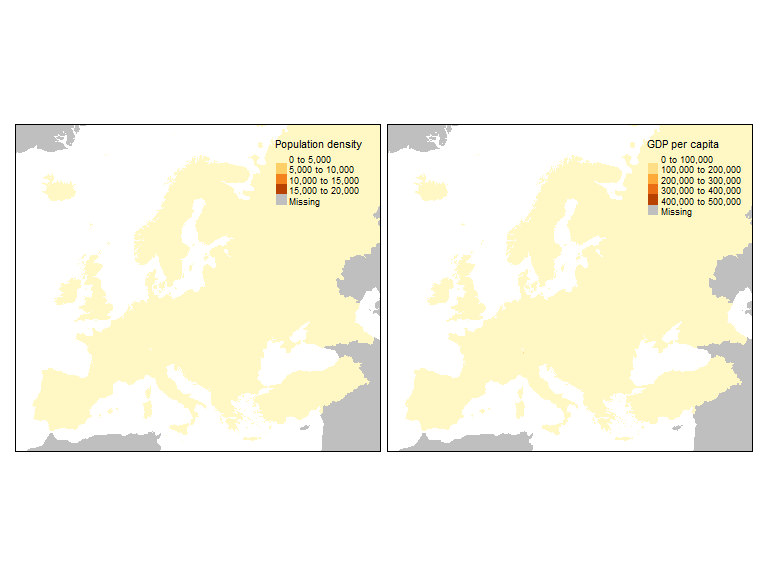 Population density
0 to 5,000
5,000 to 10,000
10,000 to 15,000
15,000 to 20,000
Missing
GDP per capita
0 to 100,000
100,000 to 200,000
200,000 to 300,000
300,000 to 400,000
400,000 to 500,000
Missing